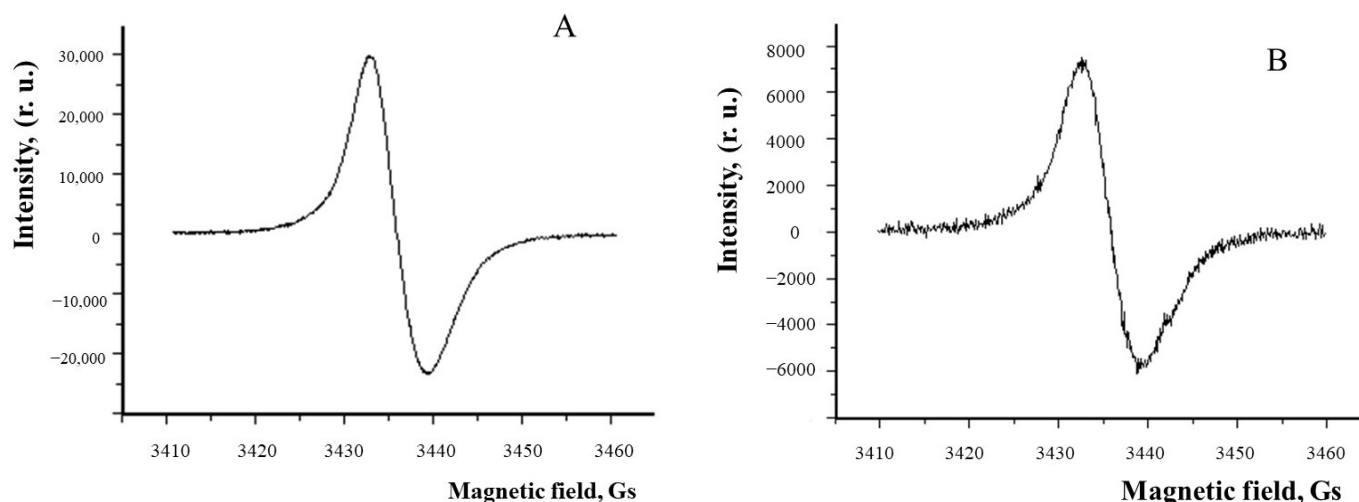 A
Intensity, (r. u.)
30,000
20,000
10,000
0
−10,000
−20,000
3410 3420 3430 3440 3450 3460
Magnetic field, Gs
B
Intensity, (r. u.)
8000
6000
4000
2000
0
−2000
−4000
−6000
3410 3420 3430 3440 3450 3460
Magnetic field, Gs